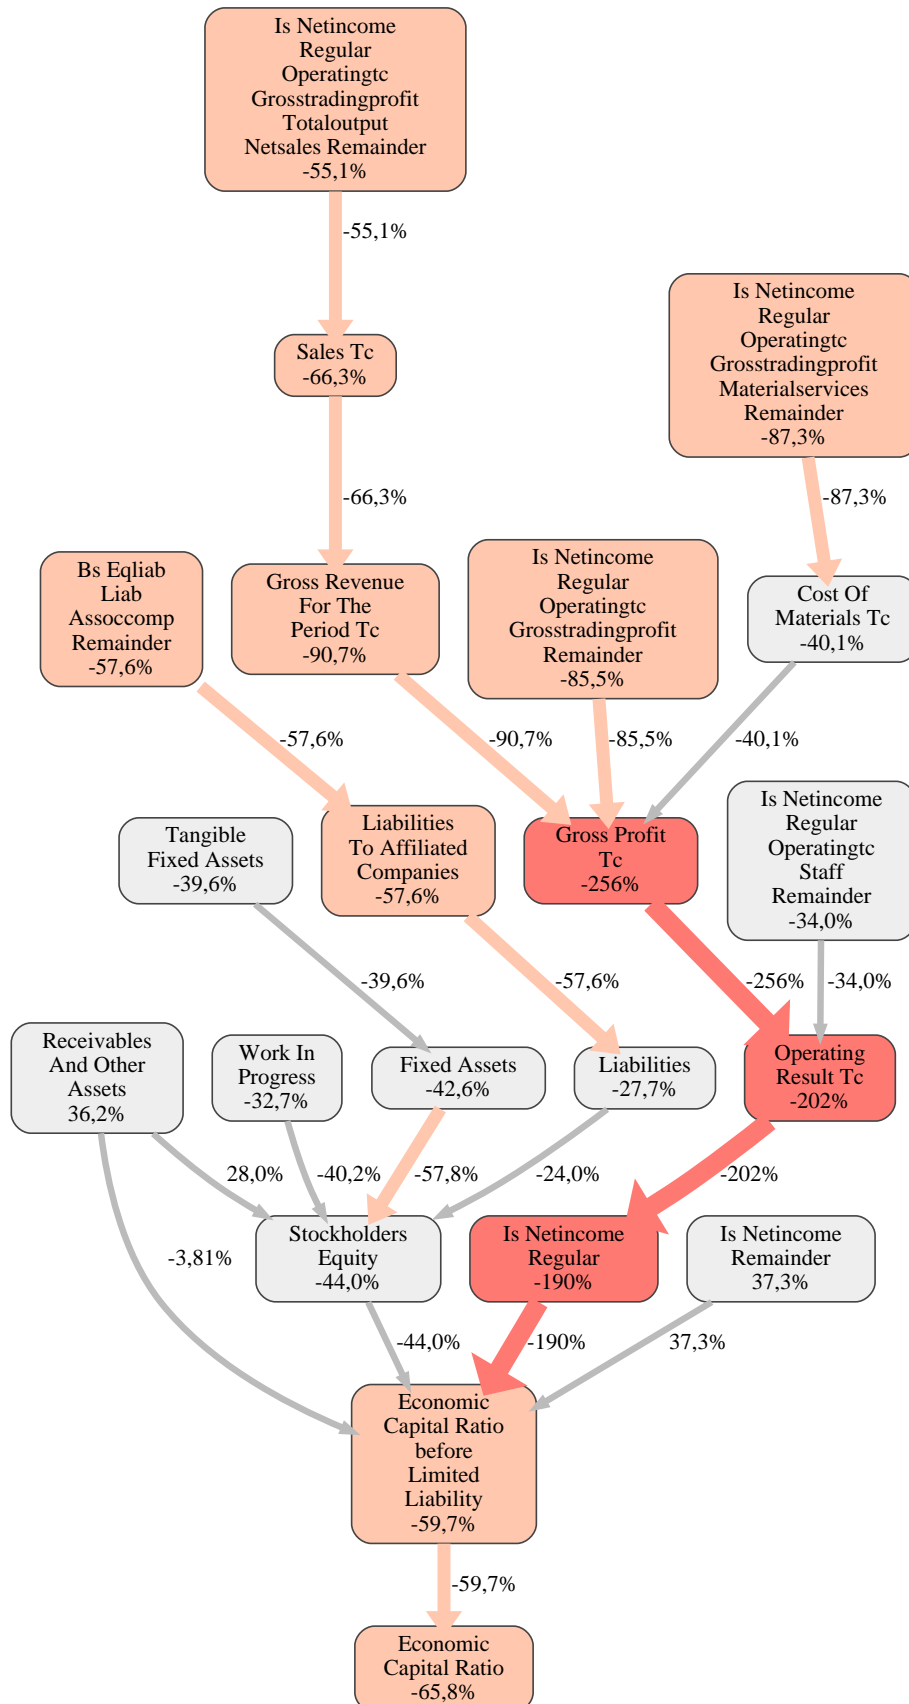 Is Netincome
Regular
Operatingtc
Grosstradingprofit
Totaloutput
Netsales Remainder
-55,1%
-55,1%
Sales Tc
-66,3%
Is Netincome
Regular
Operatingtc
Grosstradingprofit
Materialservices
Remainder
-87,3%
-66,3%
-87,3%
Bs Eqliab
Liab
Assoccomp
Remainder
-57,6%
Gross Revenue
For The
Period Tc
-90,7%
Is Netincome
Regular
Operatingtc
Grosstradingprofit
Remainder
-85,5%
Cost Of
Materials Tc
-40,1%
-57,6%
-90,7%
-85,5%
-40,1%
Tangible
Fixed Assets
-39,6%
Liabilities
To Affiliated
Companies
-57,6%
Gross Profit
Tc
-256%
Is Netincome
Regular
Operatingtc
Staff
Remainder
-34,0%
-39,6%
-57,6%
-256%
-34,0%
Receivables
And Other
Assets
36,2%
Work In
Progress
-32,7%
Fixed Assets
-42,6%
Liabilities
-27,7%
Operating
Result Tc
-202%
28,0%
-40,2%
-57,8%
-24,0%
-202%
-3,81%
Stockholders
Equity
-44,0%
Is Netincome
Regular
-190%
Is Netincome
Remainder
37,3%
-44,0%
-190%
37,3%
Economic
Capital Ratio
before
Limited
Liability
-59,7%
-59,7%
Economic
Capital Ratio
-65,8%